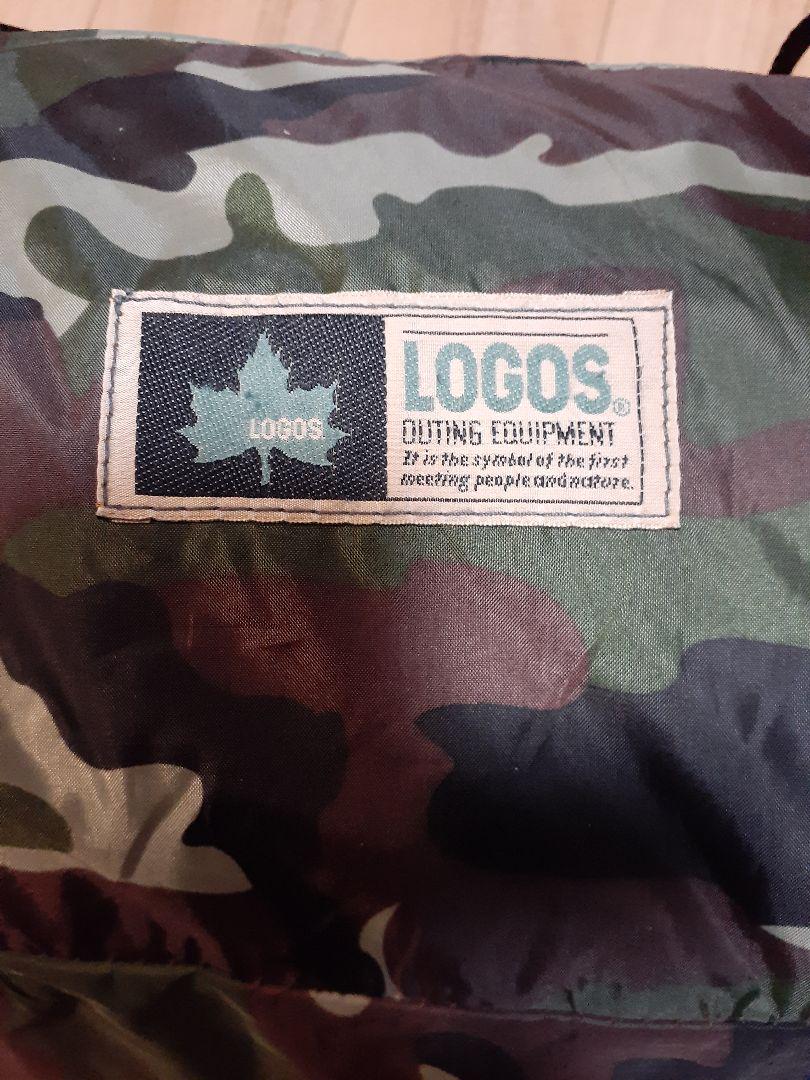 LOGOS
LOGOS®
OUTING EQUIPMENT
It is the symbol of the first
meeting people and nature.